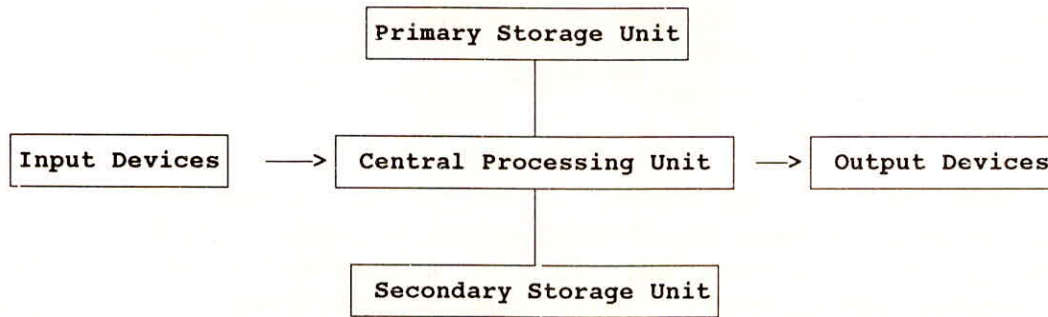 Primary Storage Unit
Input Devices ——> Central Processing Unit ——> Output Devices
Secondary Storage Unit